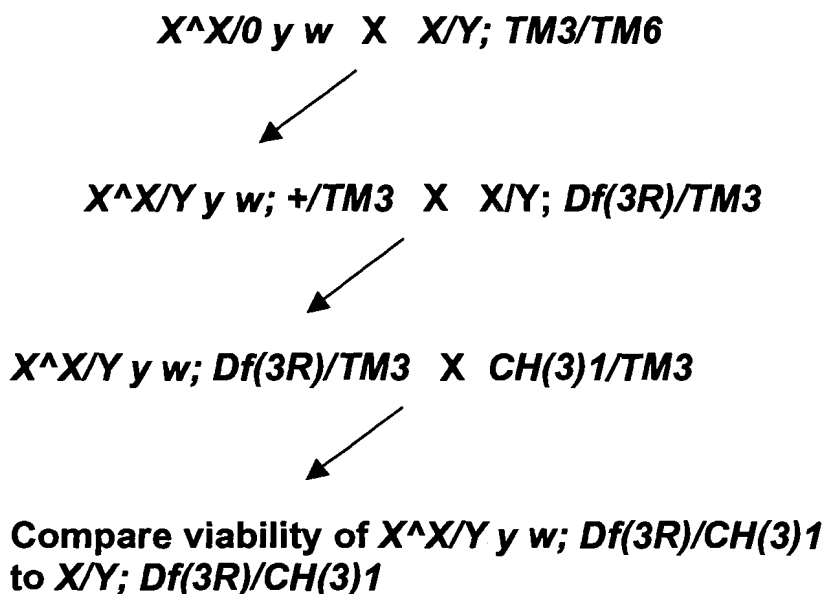 X^X/0 y w X X/Y; TM3/TM6
X^X/Y y w; +/TM3 X X/Y; Df(3R)/TM3
X^X/Y y w; Df(3R)/TM3 X CH(3)1/TM3
Compare viability of X^X/Y y w; Df(3R)/CH(3)1
to X/Y; Df(3R)/CH(3)1